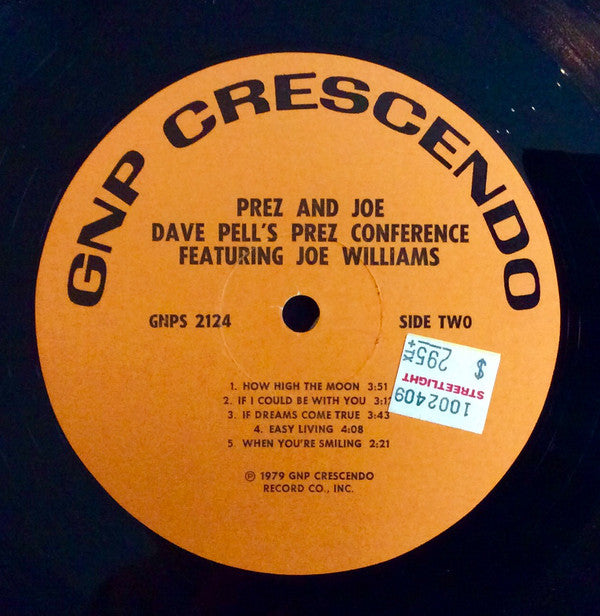 GNP CRESCENDO
PREZ AND JOE
DAVE PELL'S PREZ CONFERENCE
FEATURING JOE WILLIAMS
GNPS 2124
SIDE TWO
1. HOW HIGH THE MOON 3:51
2. IF I COULD BE WITH YOU
3. IF DREAMS COME TRUE 3:43
4. EASY LIVING 4:08
5. WHEN YOU'RE SMILING 2:21
℗ 1979 GNP CRESCENDO
RECORD CO., INC.
$ 295
STREETLIGHT
1002409